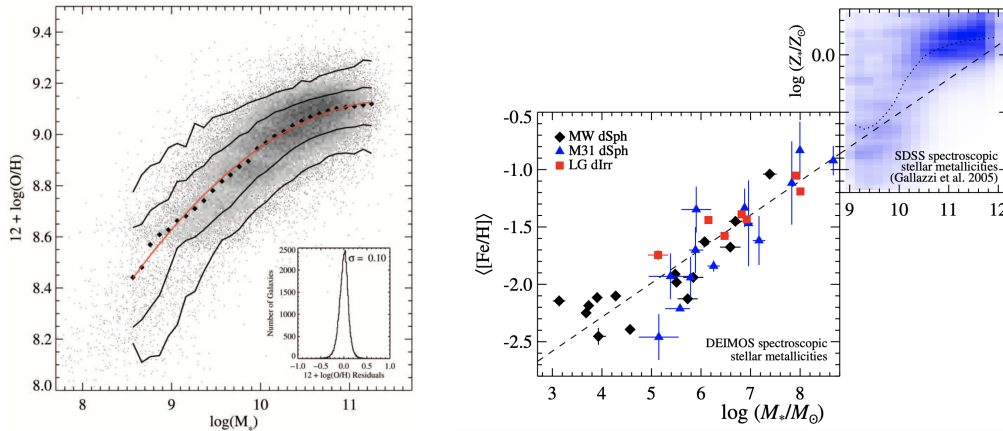 9.4
9.2
9.0
8.8
8.6
8.4
8.2
8.0
12 + log(O/H)
8
9
10
11
log(M*)
2500
2000
1500
1000
500
0
Number of Galaxies
σ = 0.10
-1.0
-0.5
0.0
0.5
1.0
12 + log(O/H) Residuals
0.0
log (Z*/Z☉)
SDSS spectroscopic
stellar metallicities
(Gallazzi et al. 2005)
9
10
11
12
-0.5
-1.0
-1.5
-2.0
-2.5
⟨[Fe/H]⟩
MW dSph
M31 dSph
LG dIrr
DEIMOS spectroscopic
stellar metallicities
3
4
5
6
7
8
log (M*/M☉)